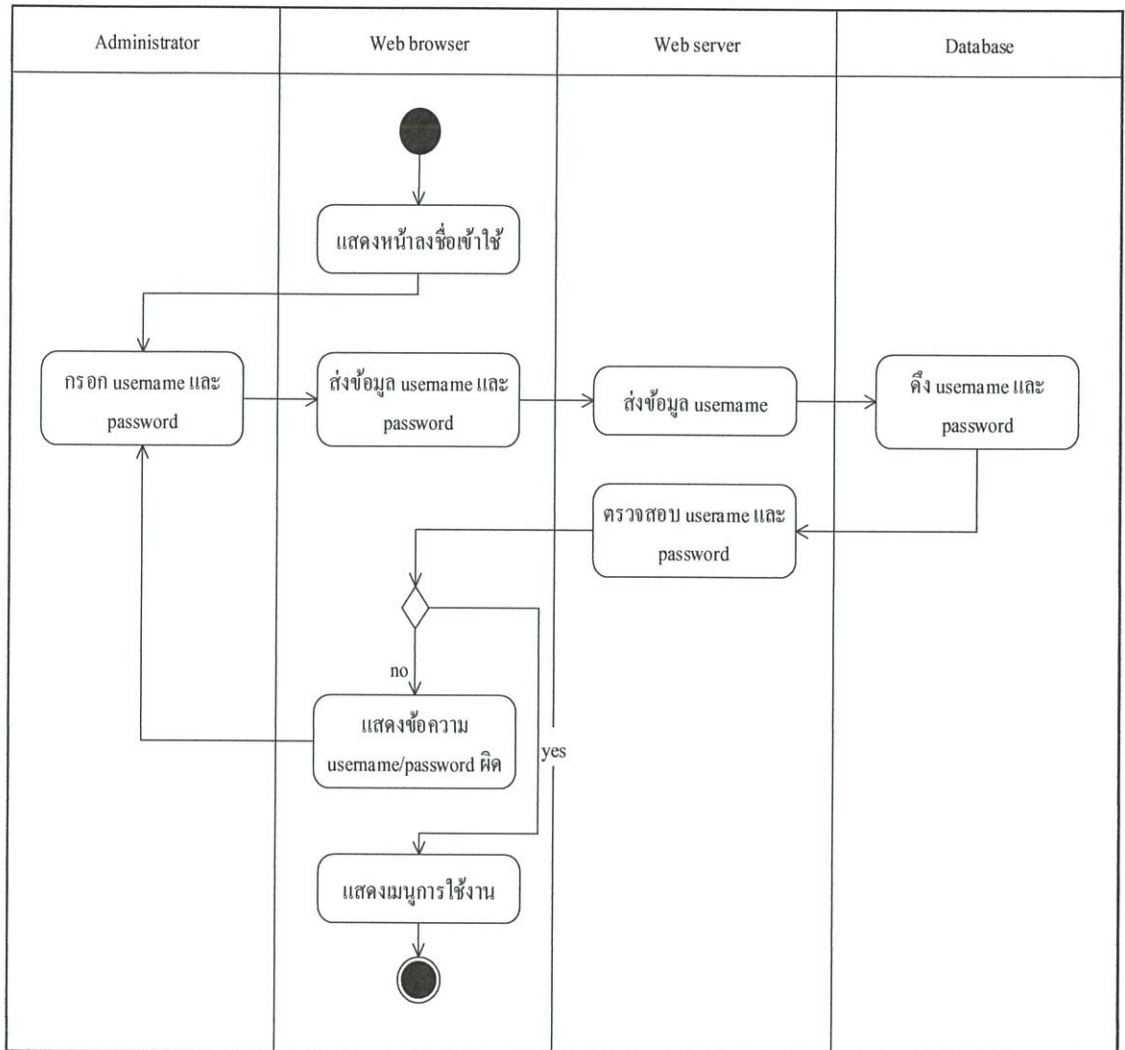 Administrator
Web browser
Web server
Database
แสดงหน้าลงชื่อเข้าใช้
กรอก username และ
password
ส่งข้อมูล username และ
password
ส่งข้อมูล username
ดึง username และ
password
ตรวจสอบ userame และ
password
no
แสดงข้อความ
username/password ผิด
yes
แสดงเมนูการใช้งาน